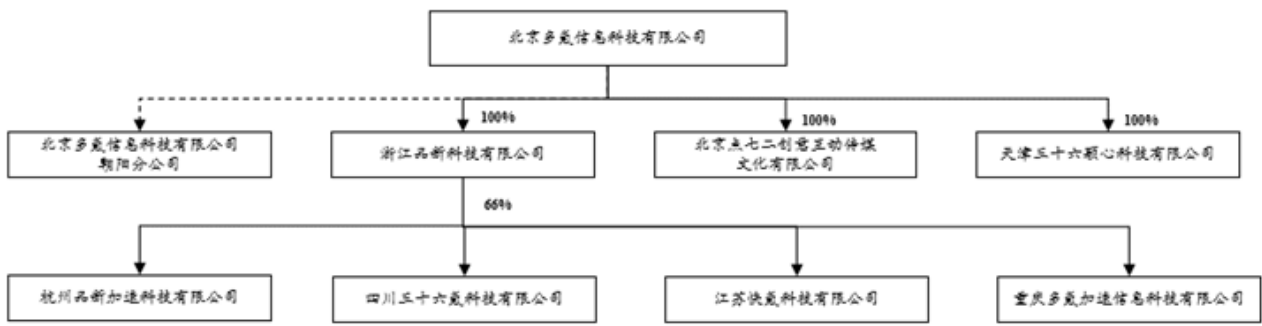 北京多氪信息科技有限公司
100%
100%
100%
北京多氪信息科技有限公司
朝阳分公司
浙江品新科技有限公司
北京点七二创意互动传媒
文化有限公司
天津三十六颗心科技有限公司
66%
杭州品新加速科技有限公司
四川三十六氪科技有限公司
江苏快氪科技有限公司
重庆多氪加速信息科技有限公司